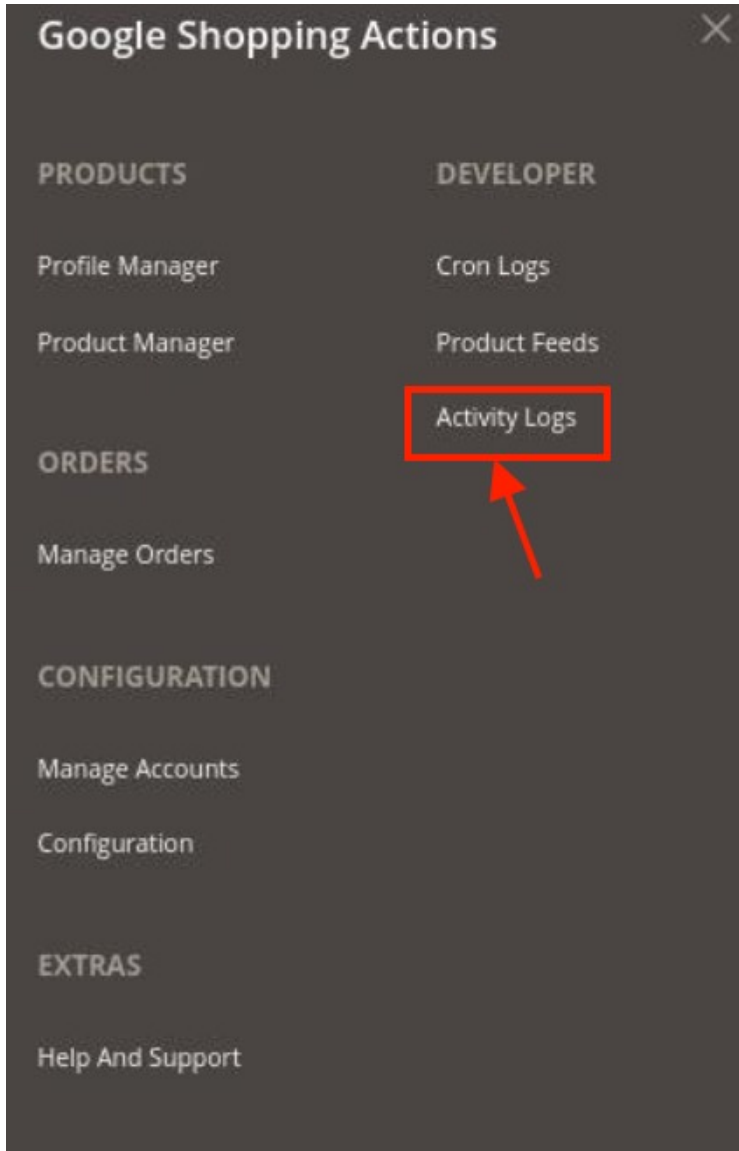 Google Shopping Actions
PRODUCTS
Profile Manager
Product Manager
ORDERS
Manage Orders
CONFIGURATION
Manage Accounts
Configuration
EXTRAS
Help And Support
DEVELOPER
Cron Logs
Product Feeds
Activity Logs